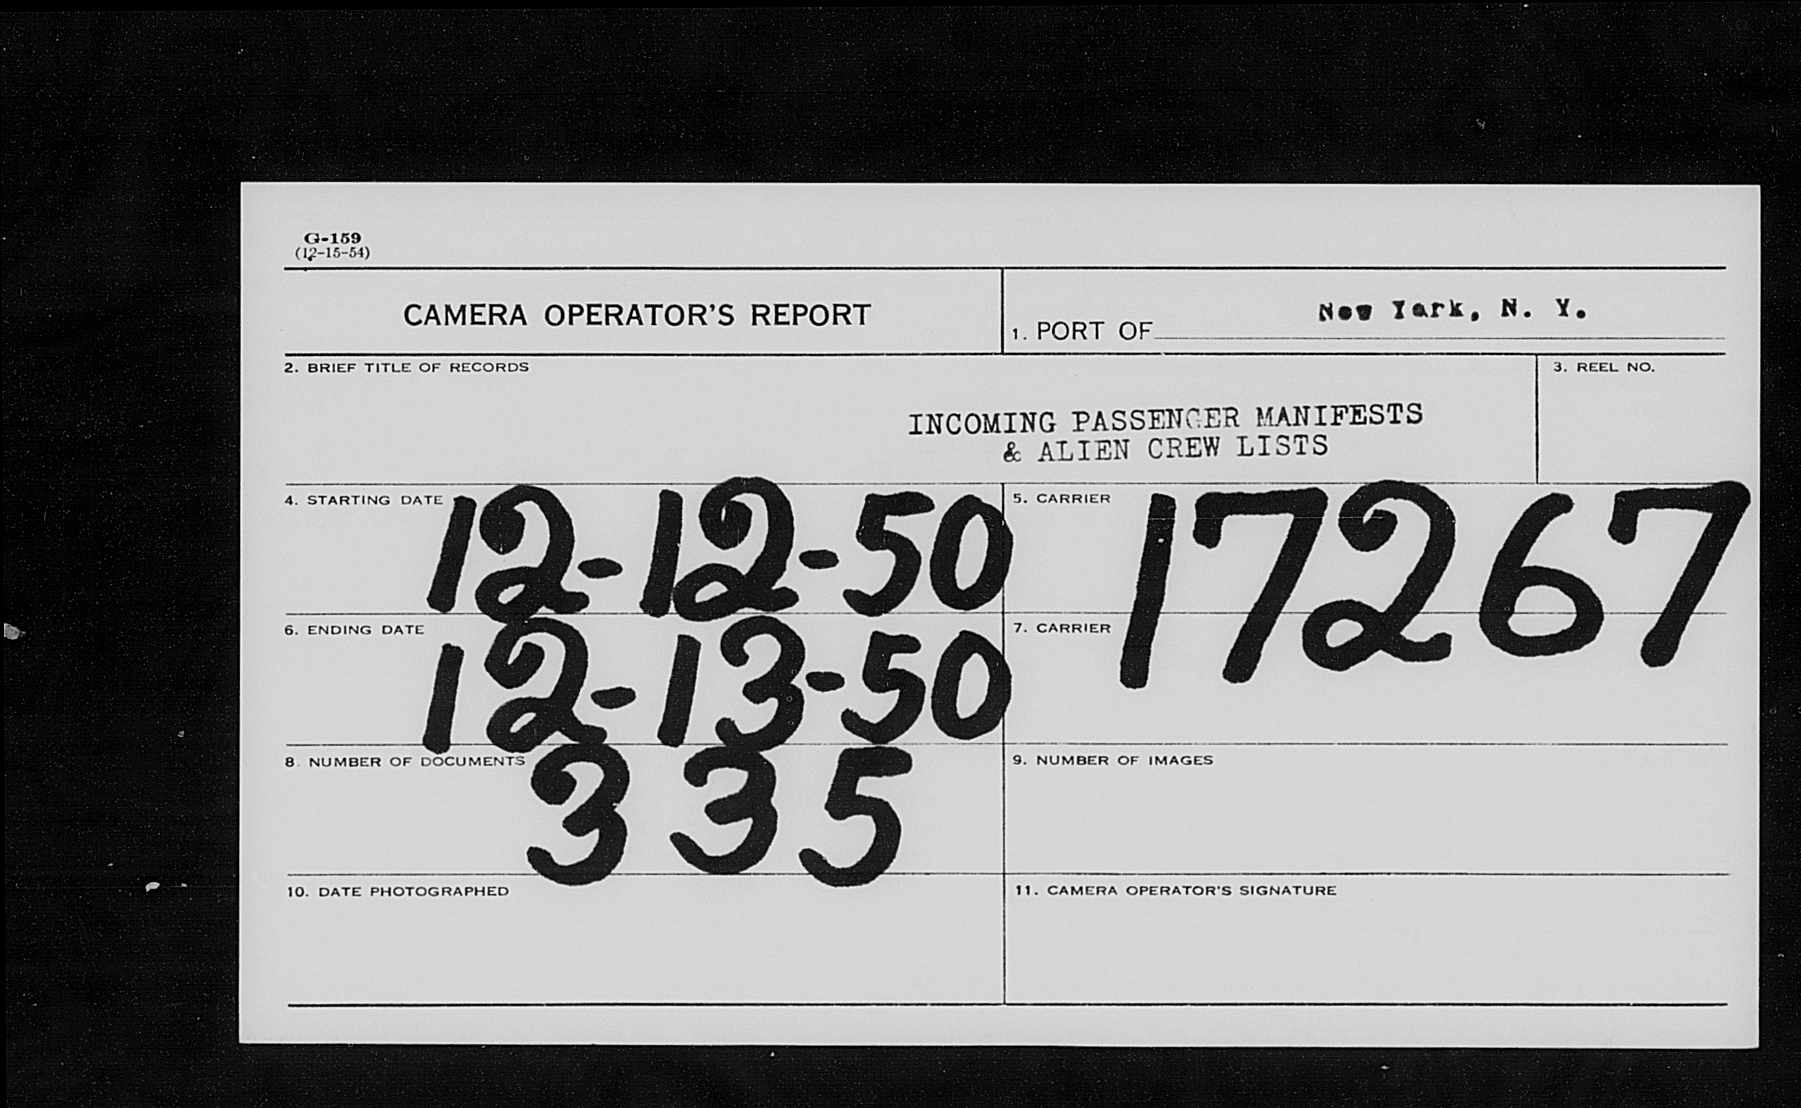 G-159
(12-15-54)
CAMERA OPERATOR'S REPORT
1. PORT OF New York, N. Y.
2. BRIEF TITLE OF RECORDS
3. REEL NO.
INCOMING PASSENGER MANIFESTS
& ALIEN CREW LISTS
4. STARTING DATE 12-12-50
5. CARRIER 17267
6. ENDING DATE 12-13-50
7. CARRIER
8. NUMBER OF DOCUMENTS 335
9. NUMBER OF IMAGES
10. DATE PHOTOGRAPHED
11. CAMERA OPERATOR'S SIGNATURE